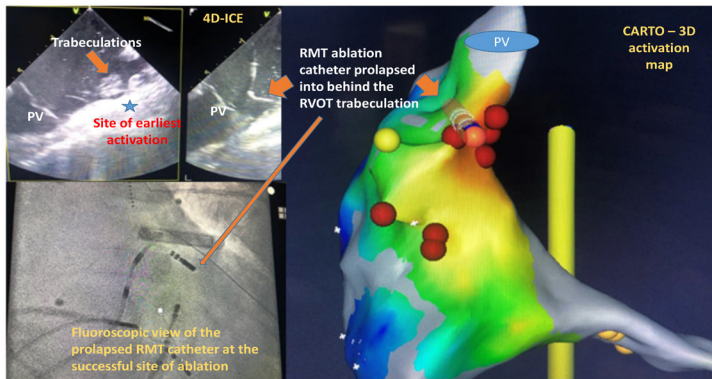 4D-ICE
Trabeculations
PV
Site of earliest
activation
PV
RMT ablation
catheter prolapsed
into behind the
RVOT trabeculation
CARTO – 3D
activation
map
PV
Fluoroscopic view of the
prolapsed RMT catheter at the
successful site of ablation